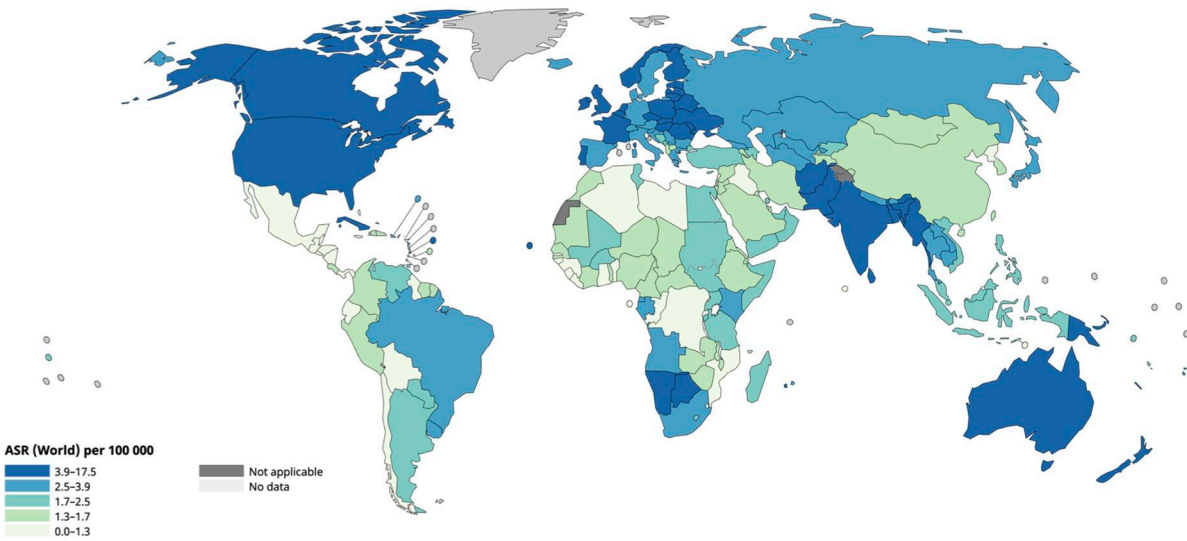 ASR (World) per 100 000
3.9–17.5
2.5–3.9
1.7–2.5
1.3–1.7
0.0–1.3
Not applicable
No data